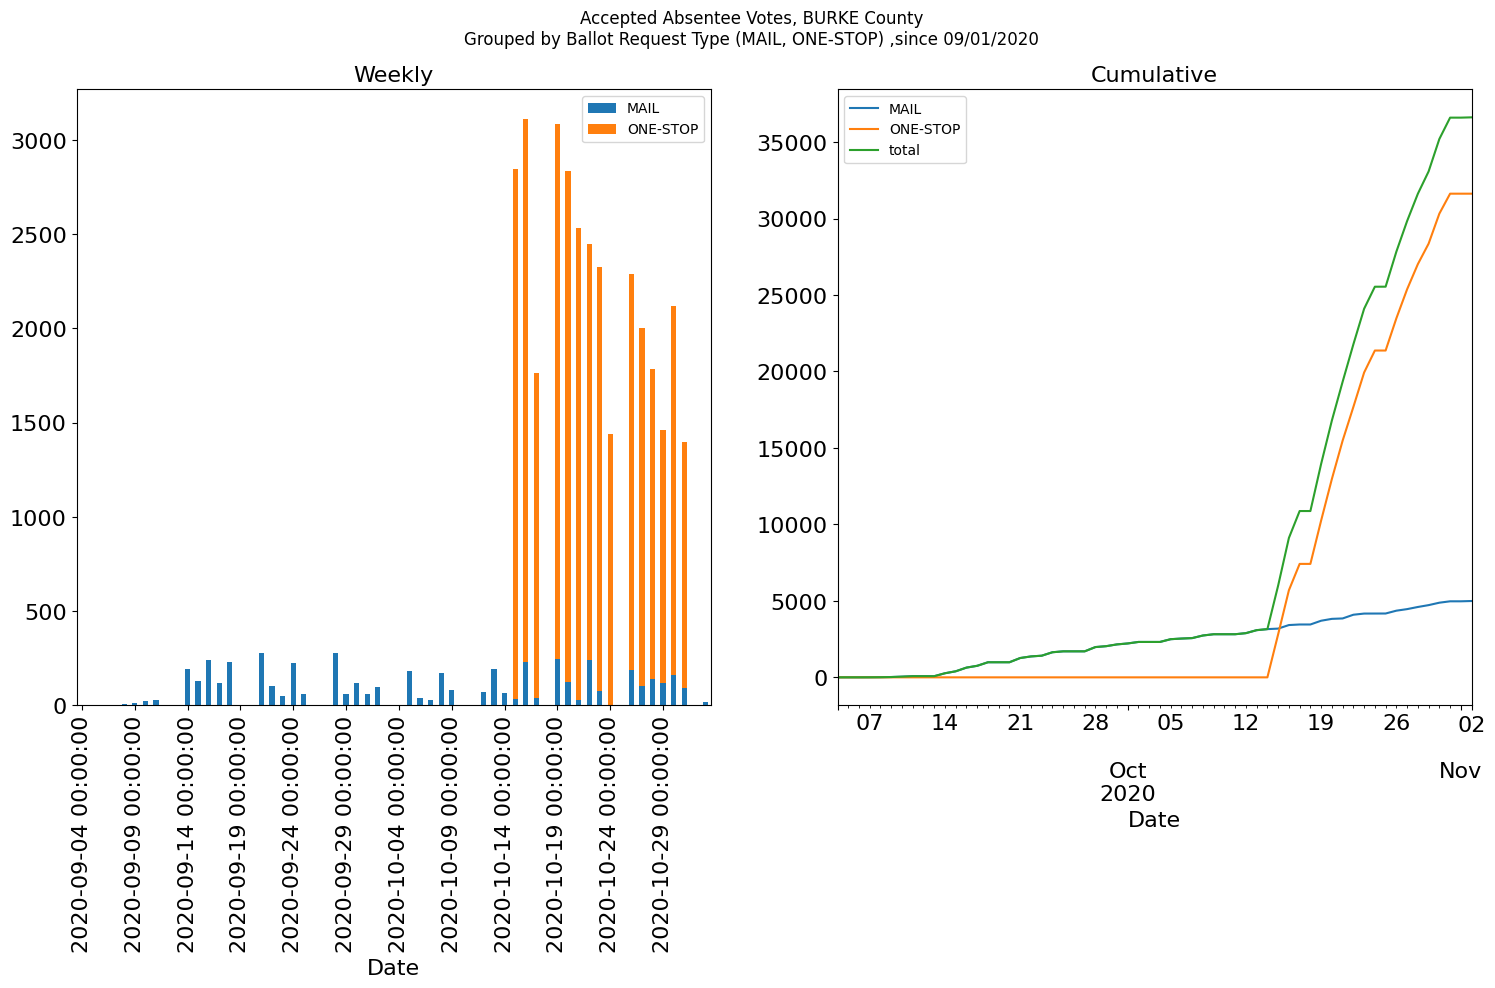 Accepted Absentee Votes, BURKE County
Grouped by Ballot Request Type (MAIL, ONE-STOP) ,since 09/01/2020
Weekly
MAIL
ONE-STOP
3000
2500
2000
1500
1000
500
0
2020-09-04 00:00:00
2020-09-09 00:00:00
2020-09-14 00:00:00
2020-09-19 00:00:00
2020-09-24 00:00:00
2020-09-29 00:00:00
2020-10-04 00:00:00
2020-10-09 00:00:00
2020-10-14 00:00:00
2020-10-19 00:00:00
2020-10-24 00:00:00
2020-10-29 00:00:00
Date
Cumulative
MAIL
ONE-STOP
total
35000
30000
25000
20000
15000
10000
5000
0
07 14 21 28 05 12 19 26 02
Oct Nov
2020
Date